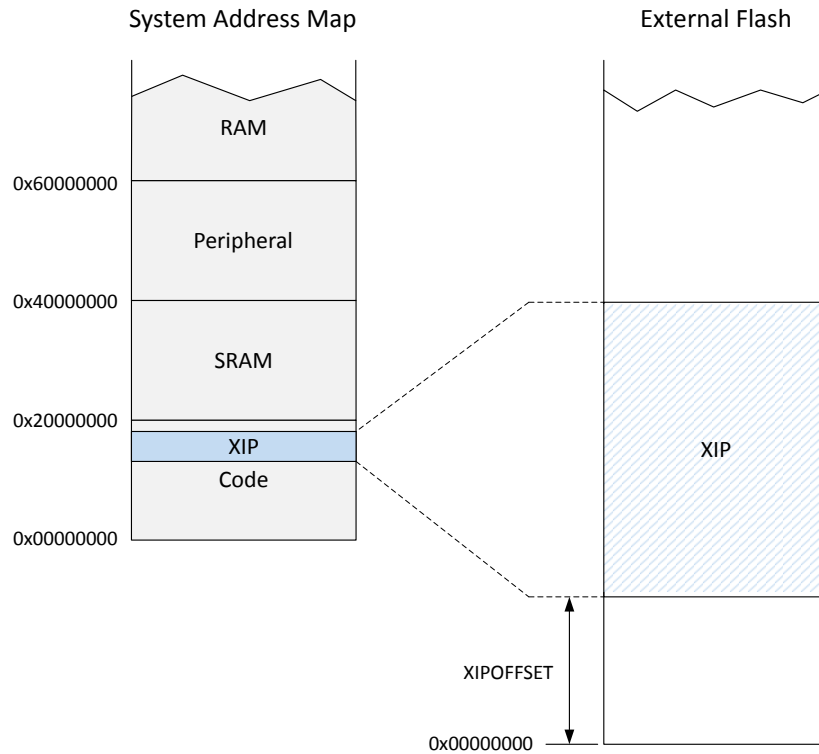 System Address Map
External Flash
RAM
0x60000000
Peripheral
0x40000000
SRAM
0x20000000
XIP
XIP
Code
0x00000000
XIPOFFSET
0x00000000